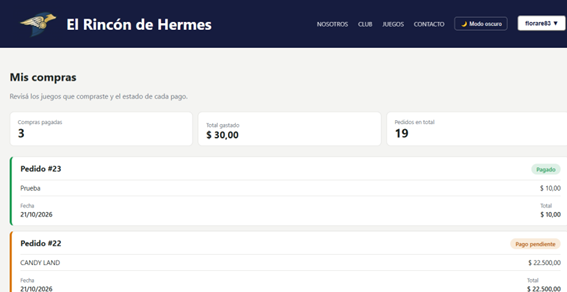 El Rincón de Hermes
NOSOTROS CLUB JUEGOS CONTACTO Modo oscuro fiorare83 ▼
Mis compras
Revisá los juegos que compraste y el estado de cada pago.
Compras pagadas
3
Total gastado
$ 30,00
Pedidos en total
19
Pedido #23 Pagado
Prueba $ 10,00
Fecha Total
21/10/2026 $ 10,00
Pedido #22 Pago pendiente
CANDY LAND $ 22.500,00
Fecha Total
21/10/2026 $ 22.500,00